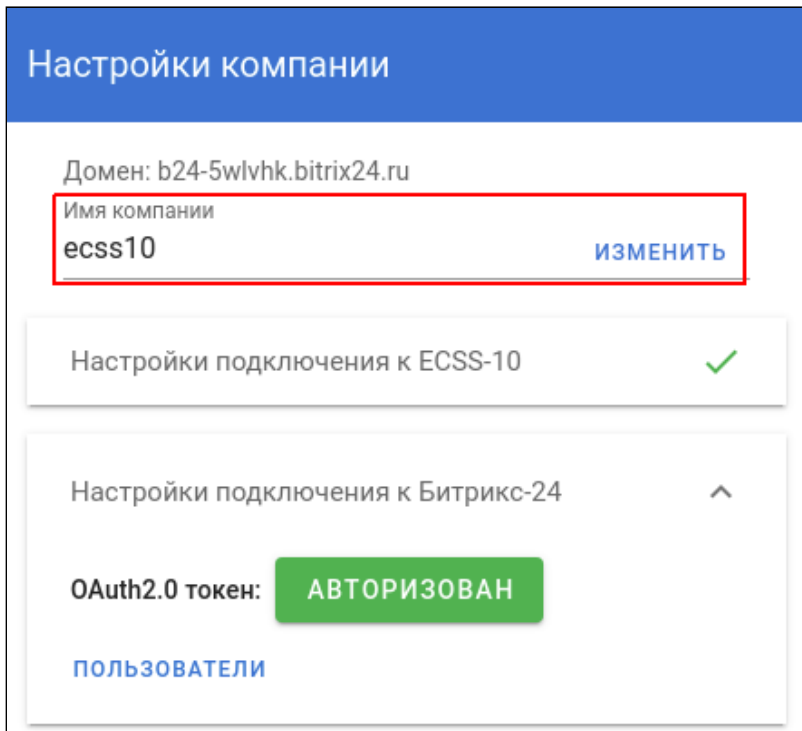 Настройки компании
Домен: b24-5wlvhk.bitrix24.ru
Имя компании
ecss10 ИЗМЕНИТЬ
Настройки подключения к ECSS-10
Настройки подключения к Битрикс-24
OAuth2.0 токен: АВТОРИЗОВАН
ПОЛЬЗОВАТЕЛИ